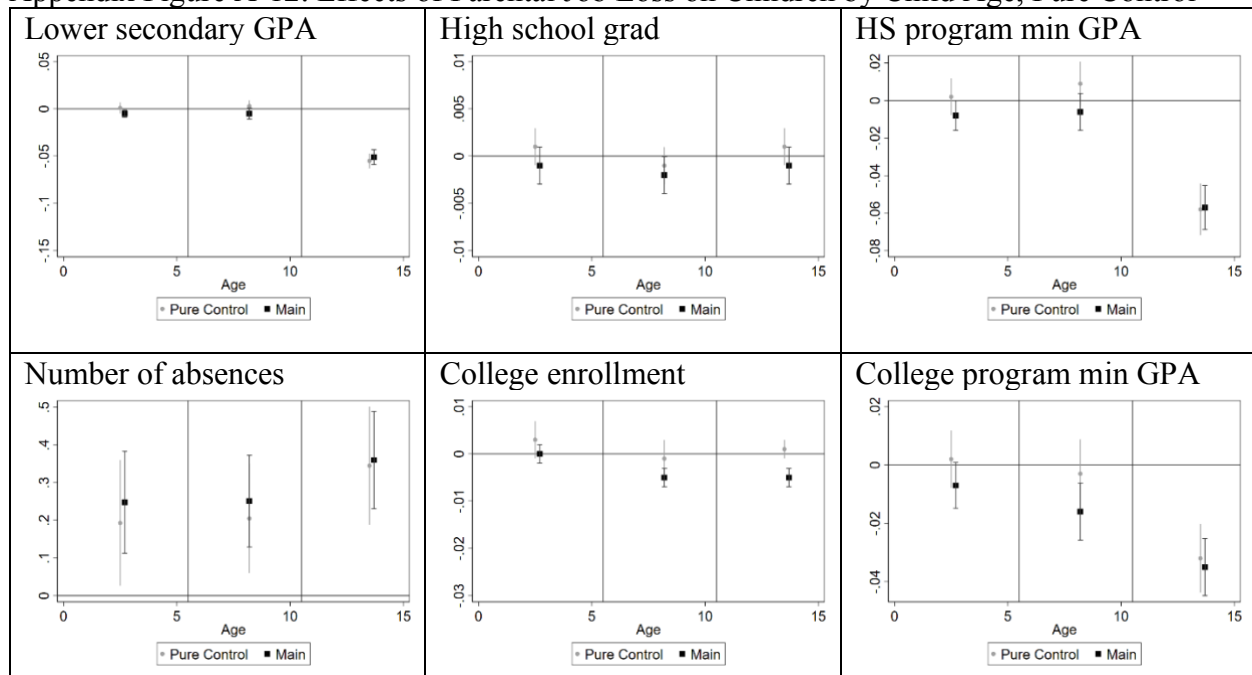 Appendix Figure A-12: Effects of Parental Job Loss on Children by Child Age, Pure Control
Lower secondary GPA
.05
0
-.05
-.1
-.15
0 5 10 15
Age
Pure Control Main
High school grad
.01
.005
0
-.005
-.01
0 5 10 15
Age
Pure Control Main
HS program min GPA
.02
0
-.02
-.04
-.06
-.08
0 5 10 15
Age
Pure Control Main
Number of absences
.5
.4
.3
.2
.1
0
0 5 10 15
Age
Pure Control Main
College enrollment
.01
0
-.01
-.02
-.03
0 5 10 15
Age
Pure Control Main
College program min GPA
.02
0
-.02
-.04
0 5 10 15
Age
Pure Control Main